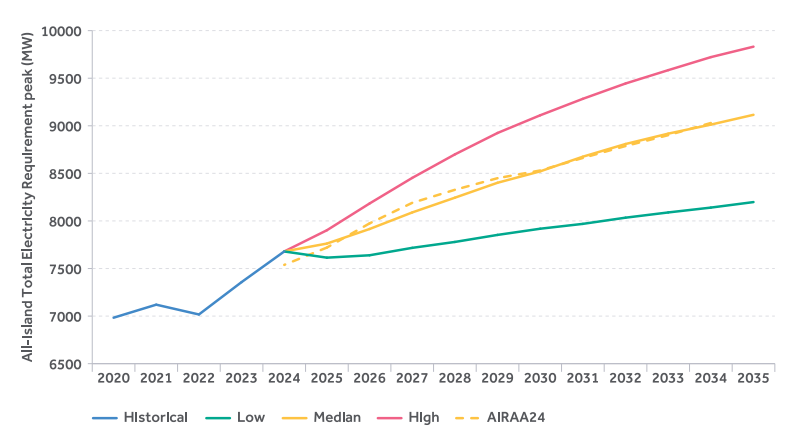 All-Island Total Electricity Requirement peak (MW)
10000
9500
9000
8500
8000
7500
7000
6500
2020 2021 2022 2023 2024 2025 2026 2027 2028 2029 2030 2031 2032 2033 2034 2035
Historical Low Median High AIRAA24